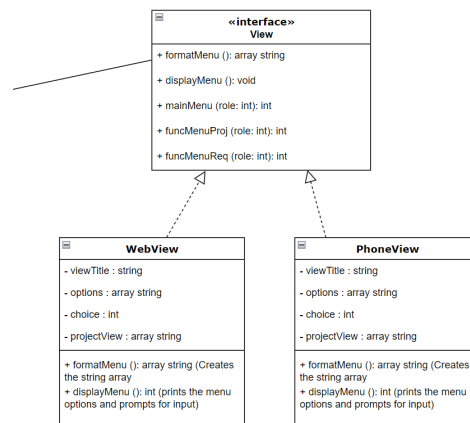 «interface»
View
+ formatMenu (): array string
+ displayMenu (): void
+ mainMenu (role: int): int
+ funcMenuProj (role: int): int
+ funcMenuReq (role: int): int
WebView
- viewTitle : string
- options : array string
- choice : int
- projectView : array string
+ formatMenu (): array string (Creates
the string array
+ displayMenu (): int (prints the menu
options and prompts for input)
PhoneView
- viewTitle : string
- options : array string
- choice : int
- projectView : array string
+ formatMenu (): array string (Creates
the string array
+ displayMenu (): int (prints the menu
options and prompts for input)